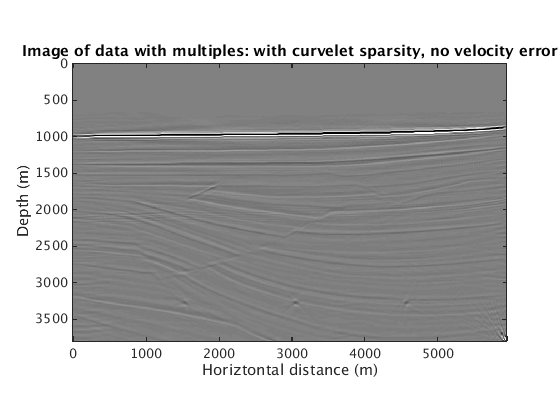 Image of data with multiples: with curvelet sparsity, no velocity error
0
500
1000
1500
2000
2500
3000
3500
Depth (m)
0 1000 2000 3000 4000 5000
Horiztontal distance (m)